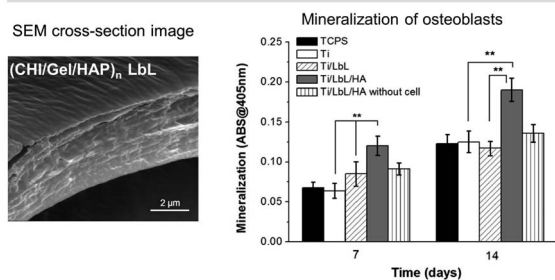 SEM cross-section image
(CHI/Gel/HAP)n LbL
2 μm
Mineralization of osteoblasts
Mineralization (ABS@405nm)
0.25
0.20
0.15
0.10
0.05
0.00
TCPS
Ti
Ti/LbL
Ti/LbL/HA
Ti/LbL/HA without cell
**
**
**
7
14
Time (days)